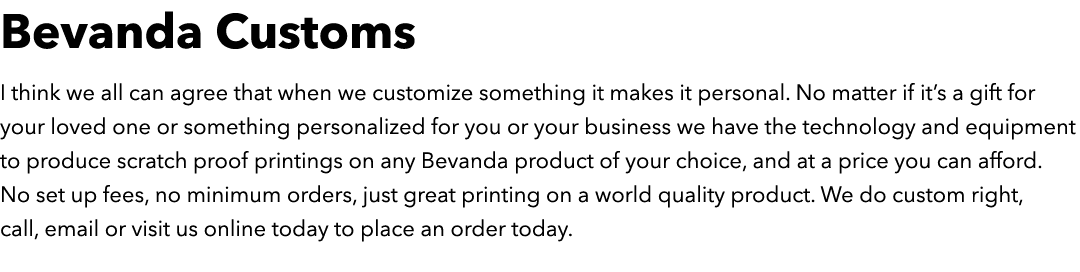 Bevanda Customs
I think we all can agree that when we customize something it makes it personal. No matter if it’s a gift for
your loved one or something personalized for you or your business we have the technology and equipment
to produce scratch proof printings on any Bevanda product of your choice, and at a price you can afford.
No set up fees, no minimum orders, just great printing on a world quality product. We do custom right,
call, email or visit us online today to place an order today.